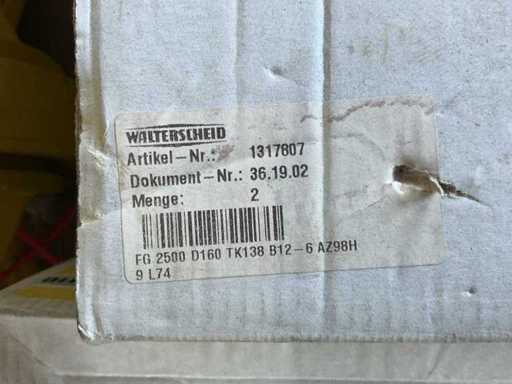 WALTERSCHEID
Artikel-Nr.: 1317807
Dokument-Nr.: 36.19.02
Menge: 2
FG 2500 D160 TK138 B12-6 AZ98H
9 L74